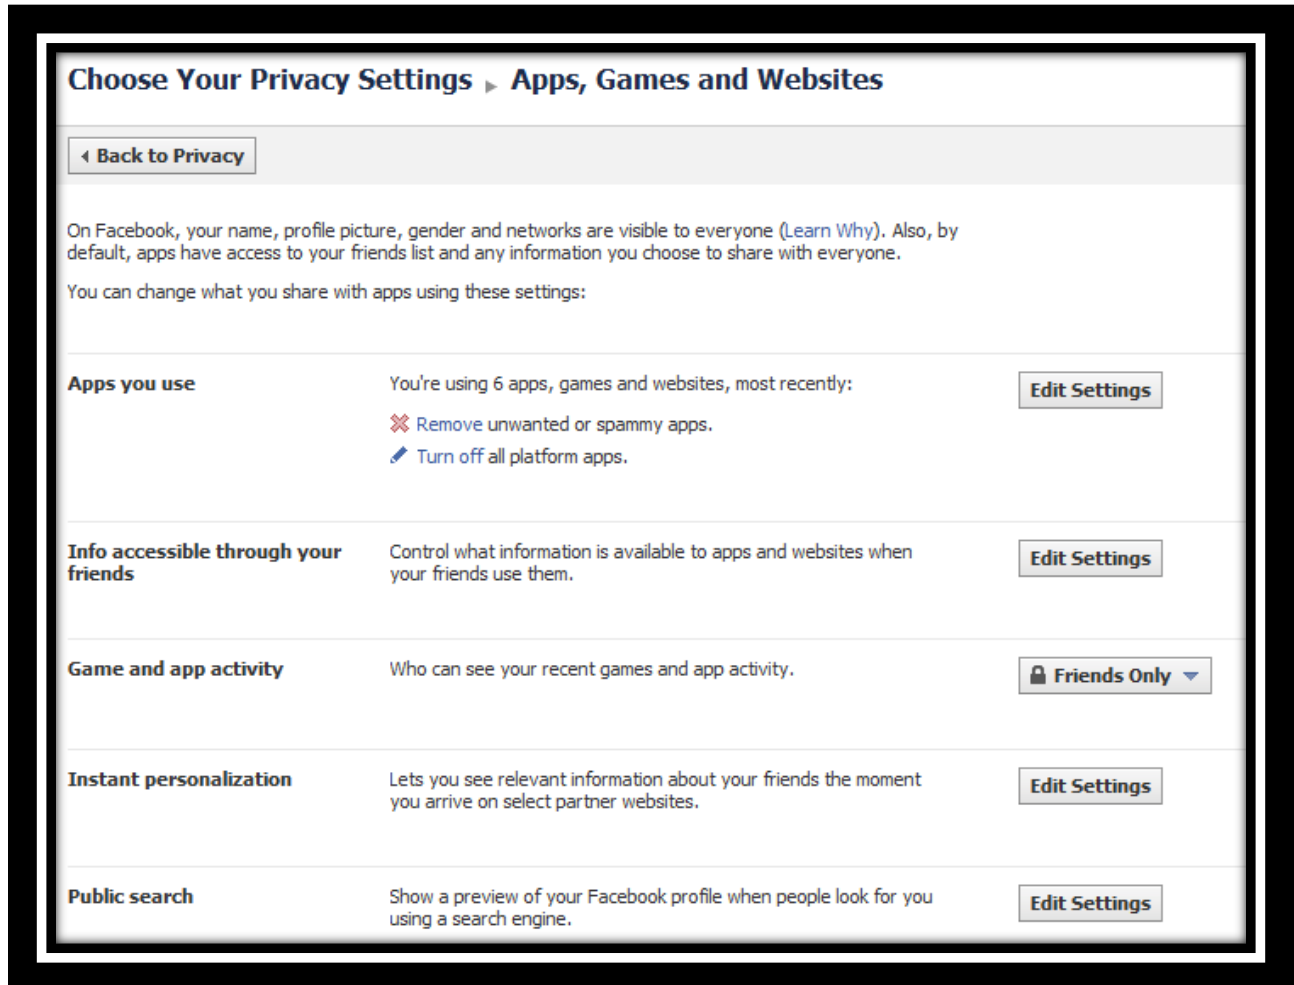 Choose Your Privacy Settings ▸ Apps, Games and Websites
Back to Privacy
On Facebook, your name, profile picture, gender and networks are visible to everyone (Learn Why). Also, by
default, apps have access to your friends list and any information you choose to share with everyone.
You can change what you share with apps using these settings:
Apps you use
You're using 6 apps, games and websites, most recently:
Remove unwanted or spammy apps.
Turn off all platform apps.
Edit Settings
Info accessible through your
friends
Control what information is available to apps and websites when
your friends use them.
Edit Settings
Game and app activity
Who can see your recent games and app activity.
Friends Only
Instant personalization
Lets you see relevant information about your friends the moment
you arrive on select partner websites.
Edit Settings
Public search
Show a preview of your Facebook profile when people look for you
using a search engine.
Edit Settings